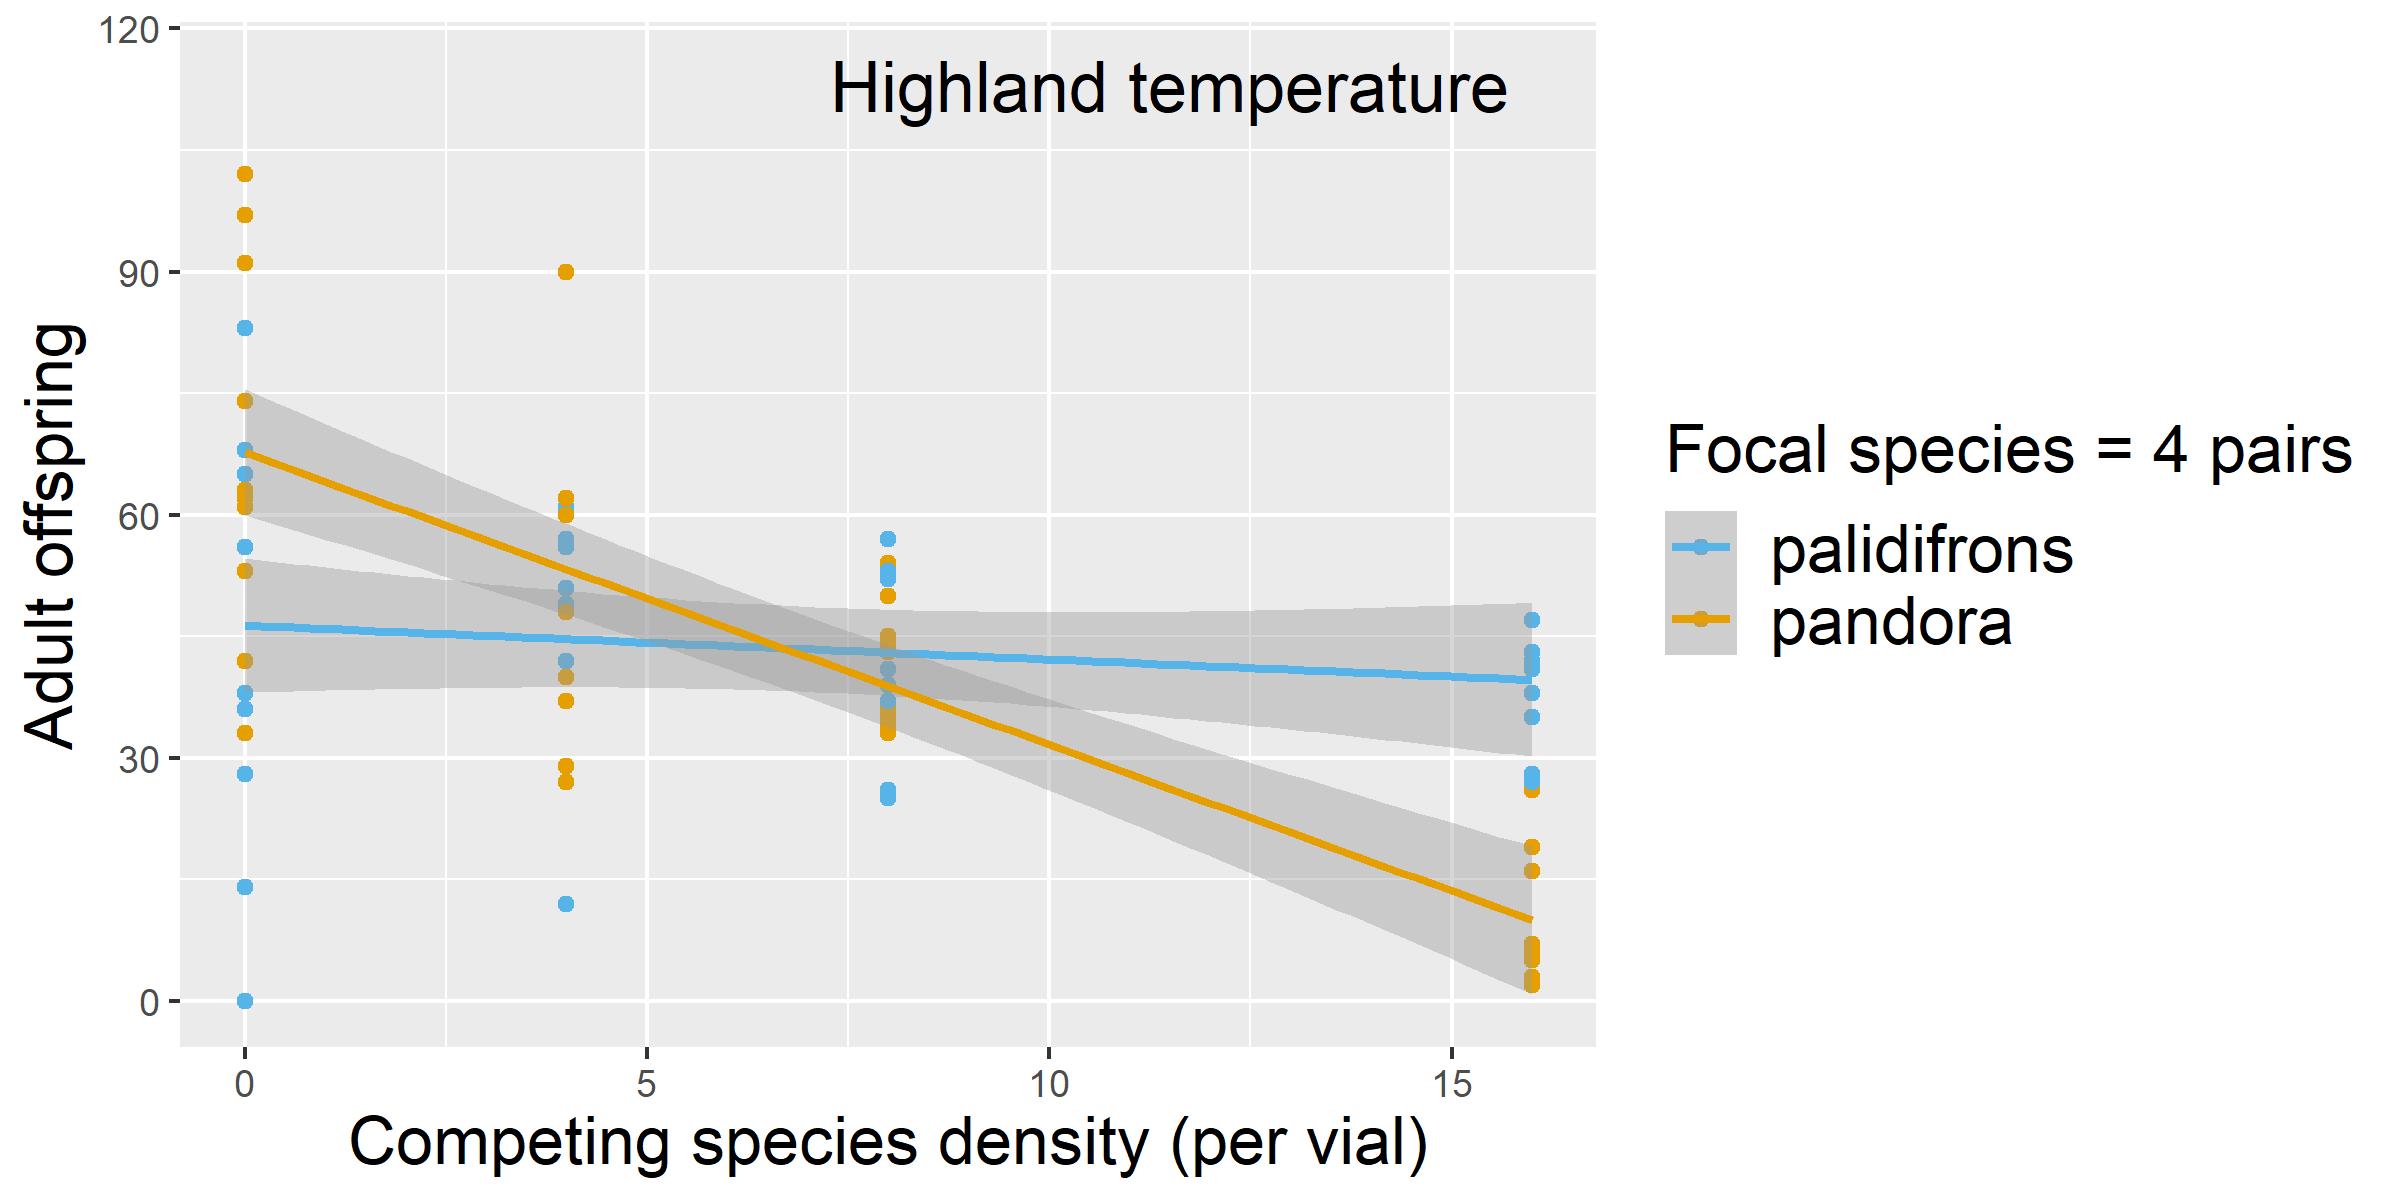 Highland temperature
120
90
60
30
0
Adult offspring
0 5 10 15
Competing species density (per vial)
Focal species = 4 pairs
palidifrons
pandora